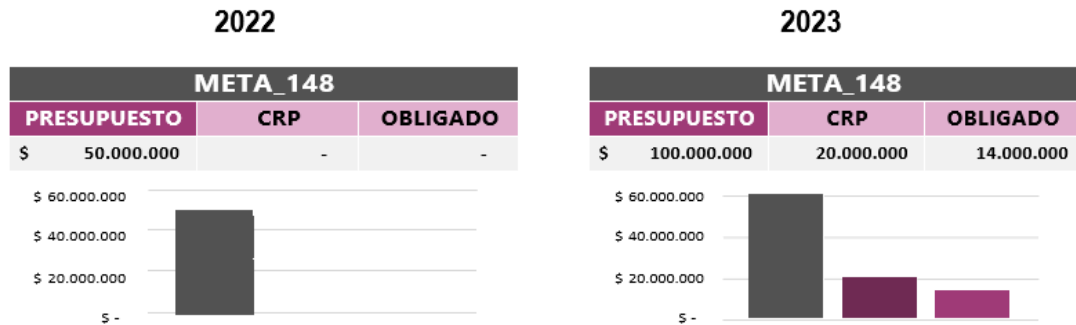 2022
META_148
PRESUPUESTO CRP OBLIGADO
$ 50.000.000 - -
$ 60.000.000
$ 40.000.000
$ 20.000.000
$ -
2023
META_148
PRESUPUESTO CRP OBLIGADO
$ 100.000.000 20.000.000 14.000.000
$ 60.000.000
$ 40.000.000
$ 20.000.000
$ -